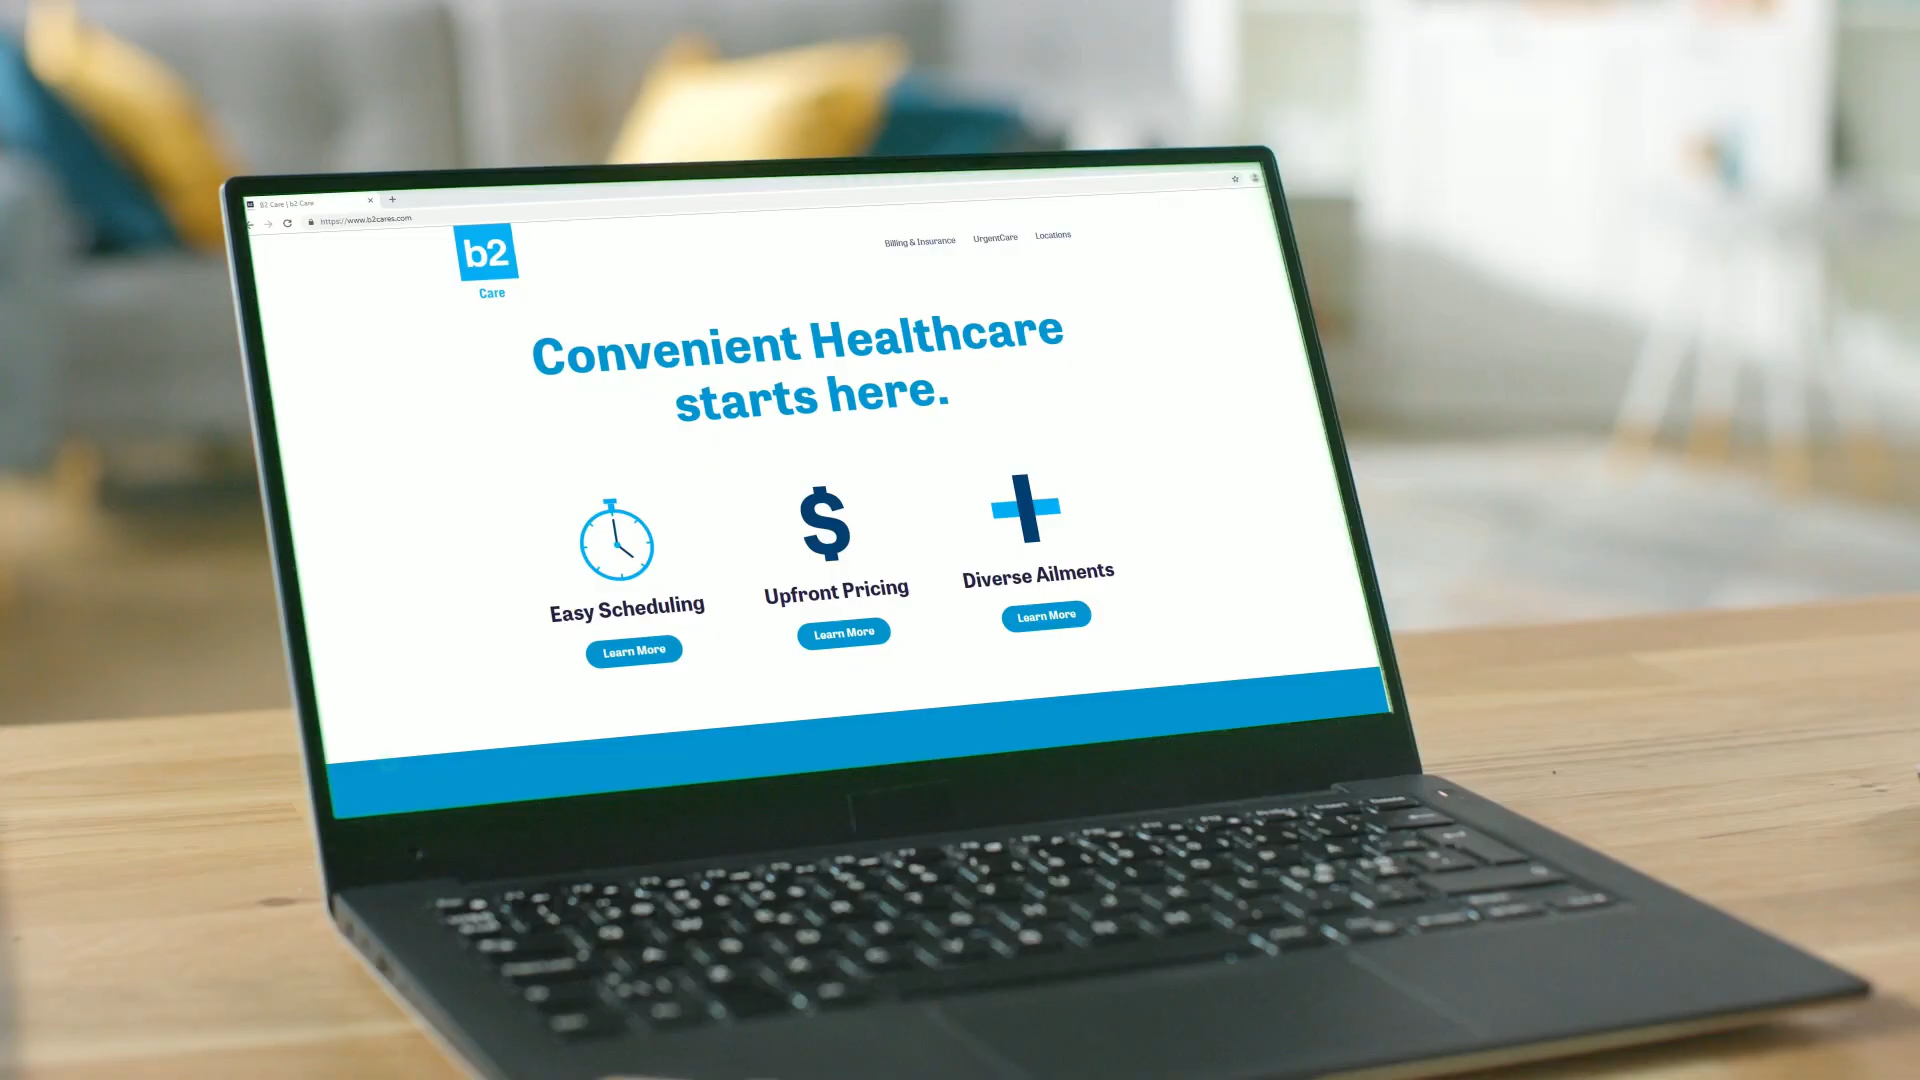 B2 Care | b2 Care
https://www.b2cares.com
b2
Care
Billing & Insurance UrgentCare Locations
Convenient Healthcare
starts here.
Easy Scheduling
Upfront Pricing
Diverse Ailments
Learn More
Learn More
Learn More